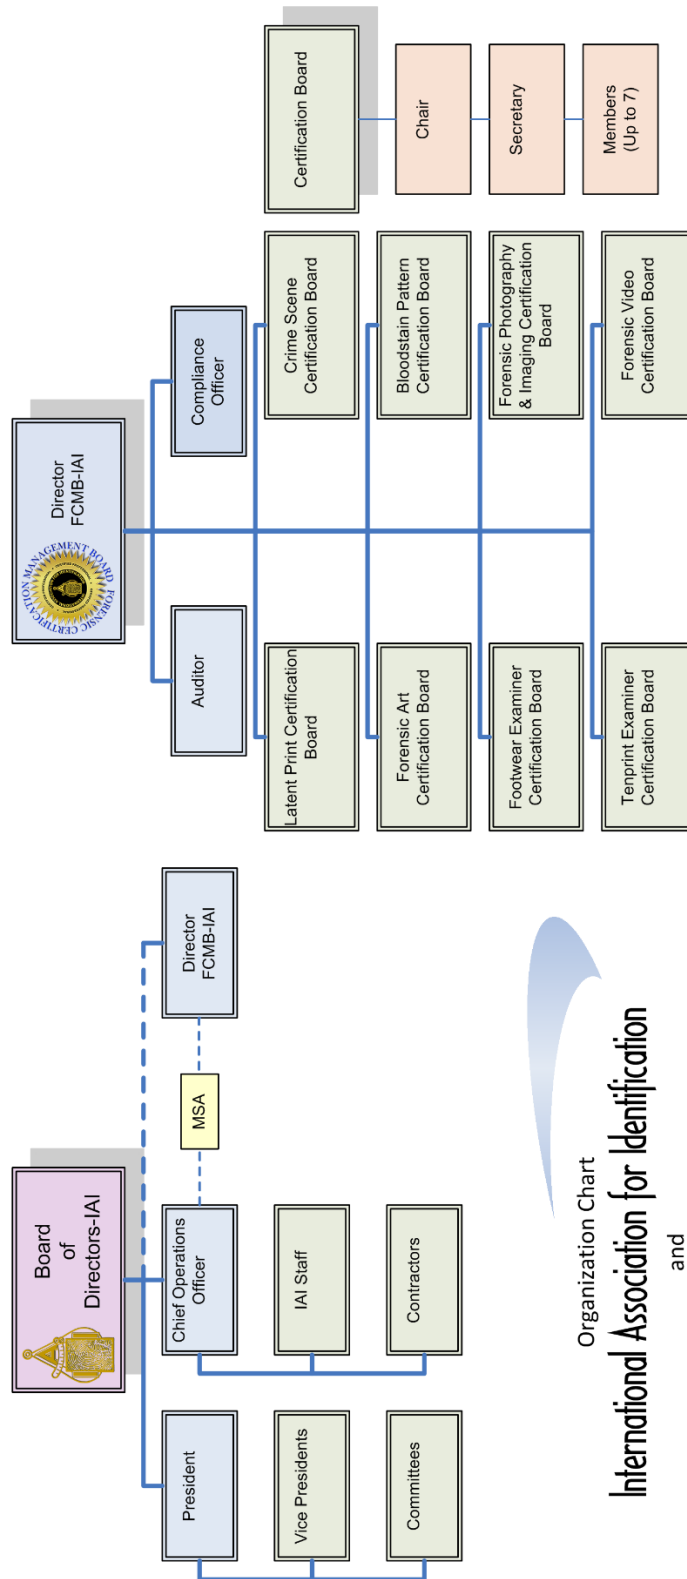 Board
of
Directors-IAI
President
Vice Presidents
Committees
Chief Operations
Officer
IAI Staff
Contractors
MSA
Director
FCMB-IAI
Organization Chart
International Association for Identification
and
FORENSIC CERTIFICATION MANAGEMENT BOARD
Director
FCMB-IAI
Auditor
Compliance
Officer
Latent Print Certification
Board
Crime Scene
Certification Board
Forensic Art
Certification Board
Bloodstain Pattern
Certification Board
Footwear Examiner
Certification Board
Forensic Photography
& Imaging Certification
Board
Tenprint Examiner
Certification Board
Forensic Video
Certification Board
Certification Board
Chair
Secretary
Members
(Up to 7)